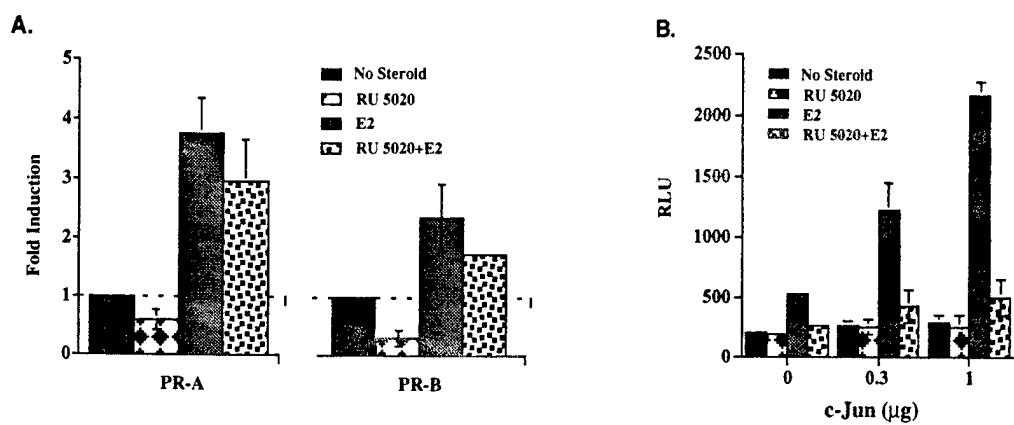 A.
5
4
3
2
1
0
Fold Induction
No Steroid
RU 5020
E2
RU 5020+E2
PR-A
PR-B
B.
2500
2000
1500
1000
500
0
RLU
No Steroid
RU 5020
E2
RU 5020+E2
0
0.3
1
c-Jun (μg)